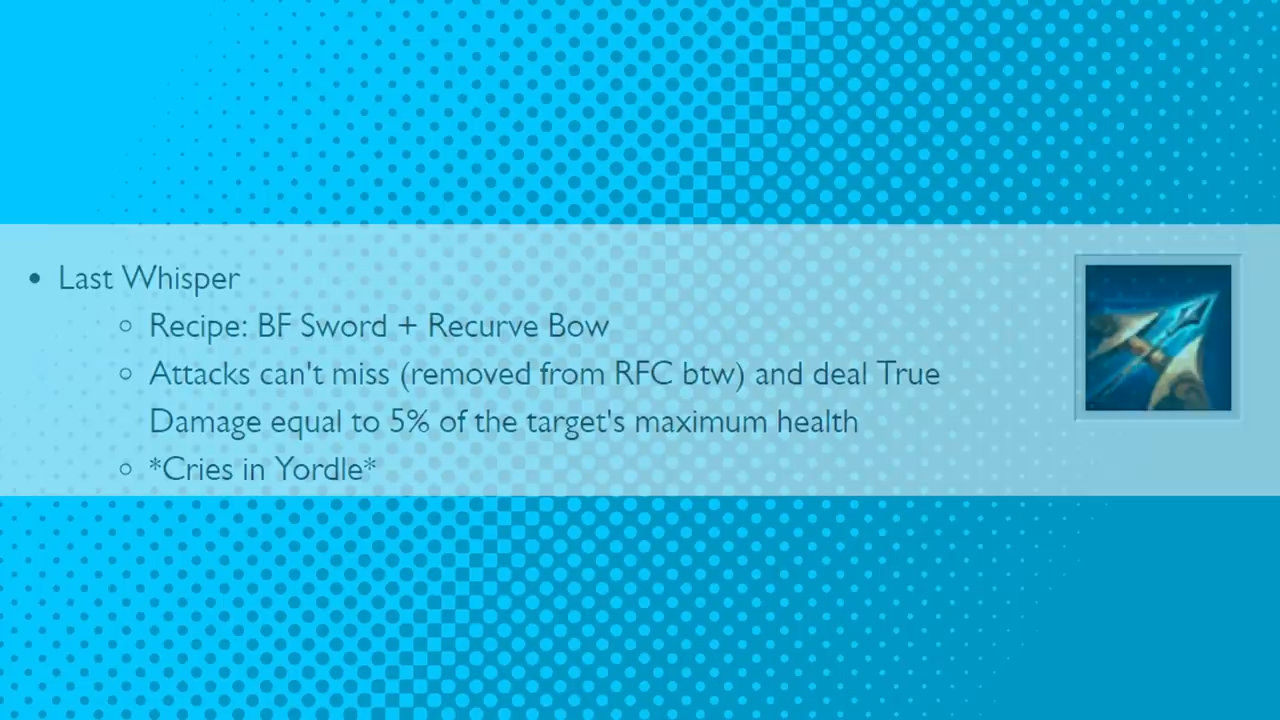 • Last Whisper
○ Recipe: BF Sword + Recurve Bow
○ Attacks can't miss (removed from RFC btw) and deal True
Damage equal to 5% of the target's maximum health
○ *Cries in Yordle*